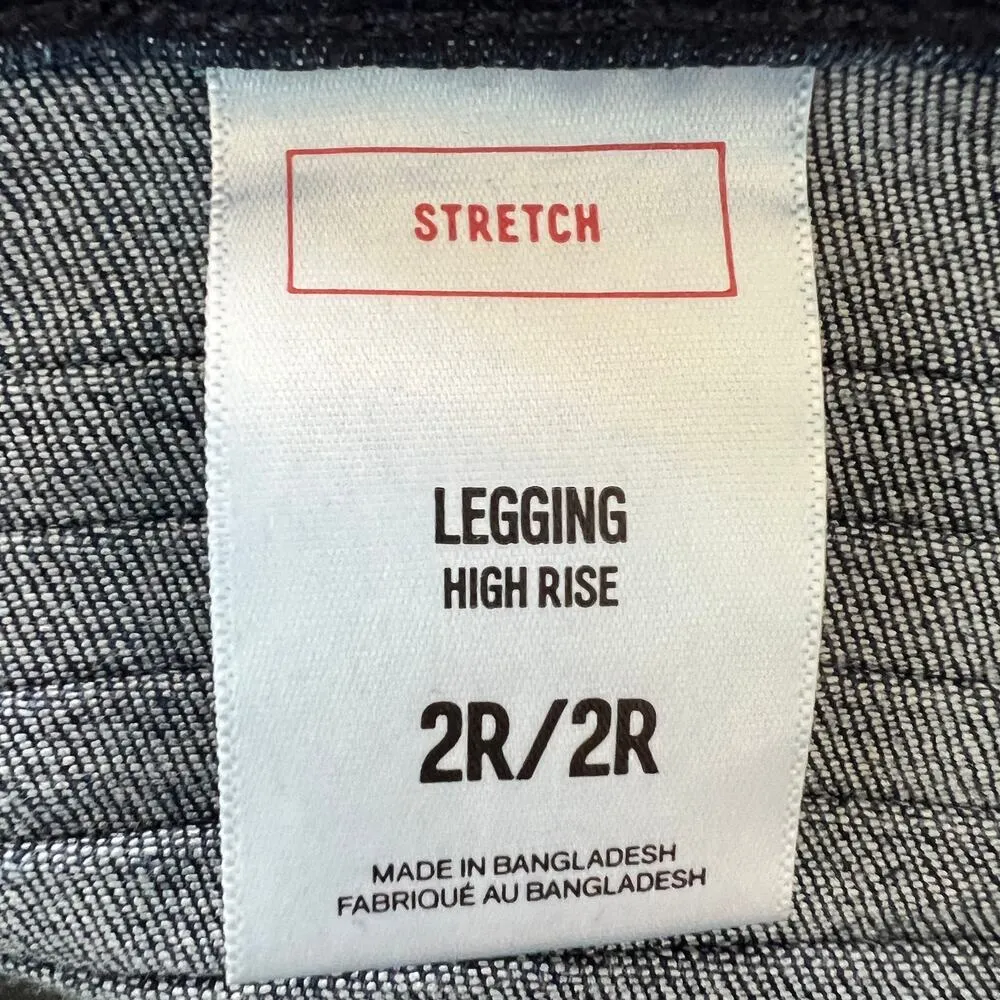 STRETCH
LEGGING
HIGH RISE
2R/2R
MADE IN BANGLADESH
FABRIQUÉ AU BANGLADESH